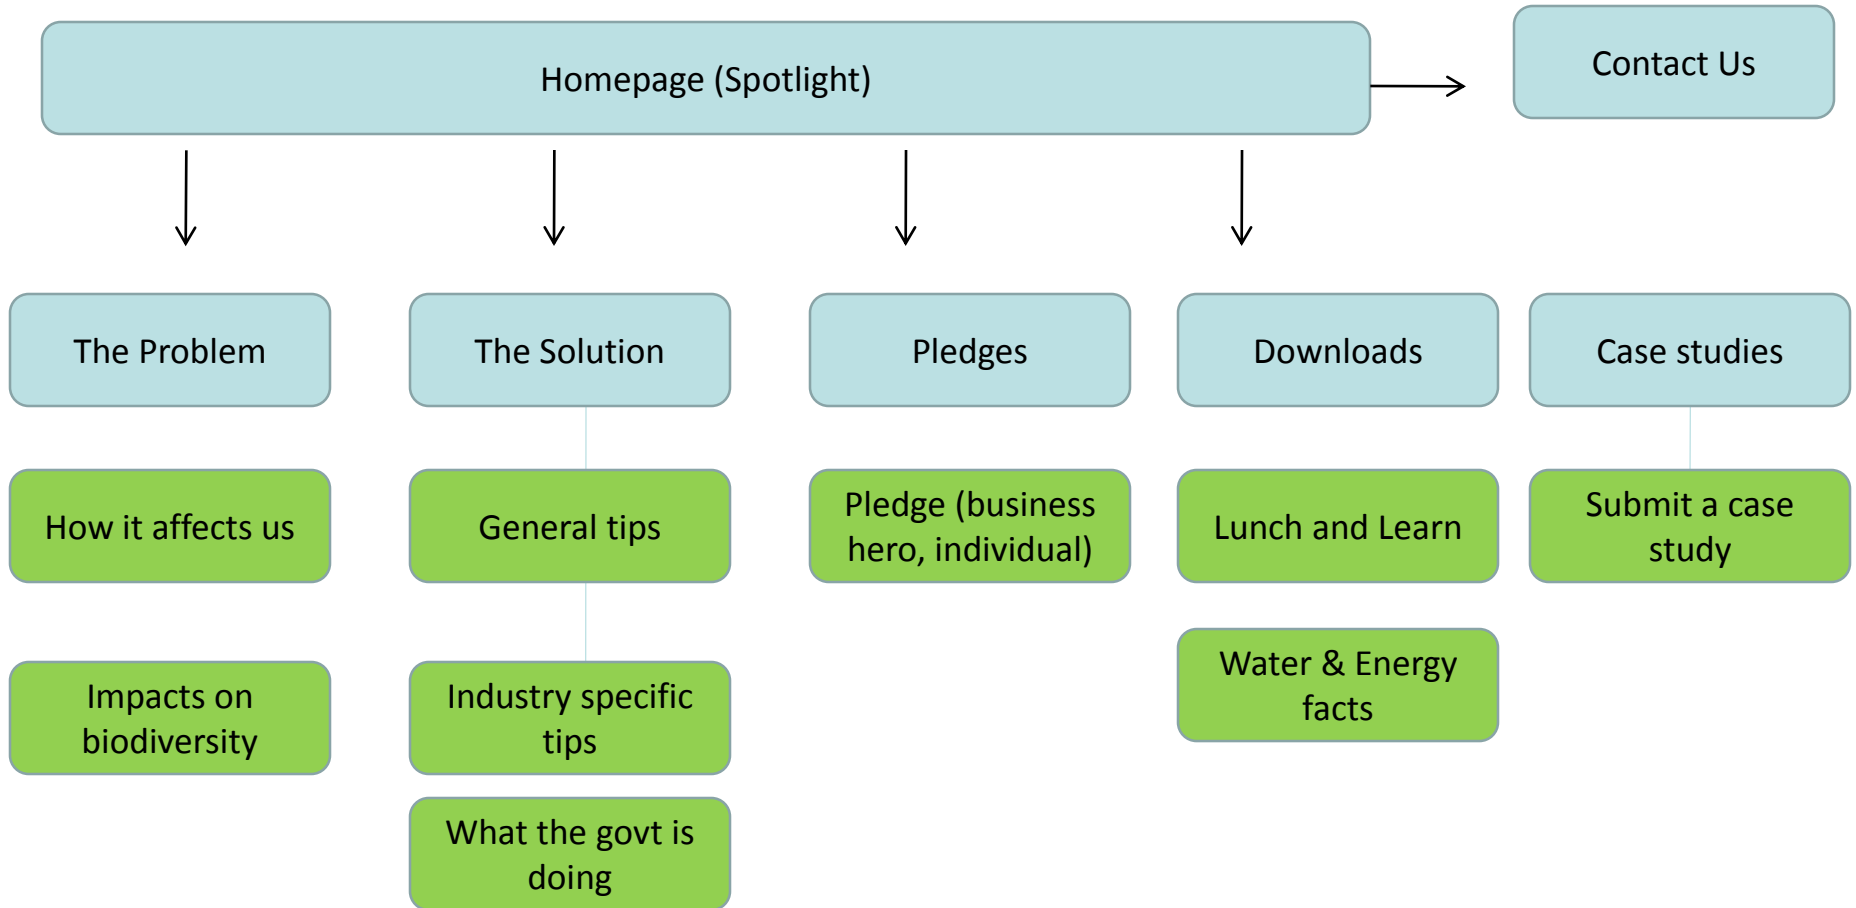 Homepage (Spotlight)
Contact Us
The Problem
The Solution
Pledges
Downloads
Case studies
How it affects us
General tips
Pledge (business
hero, individual)
Lunch and Learn
Submit a case
study
Impacts on
biodiversity
Industry specific
tips
Water & Energy
facts
What the govt is
doing